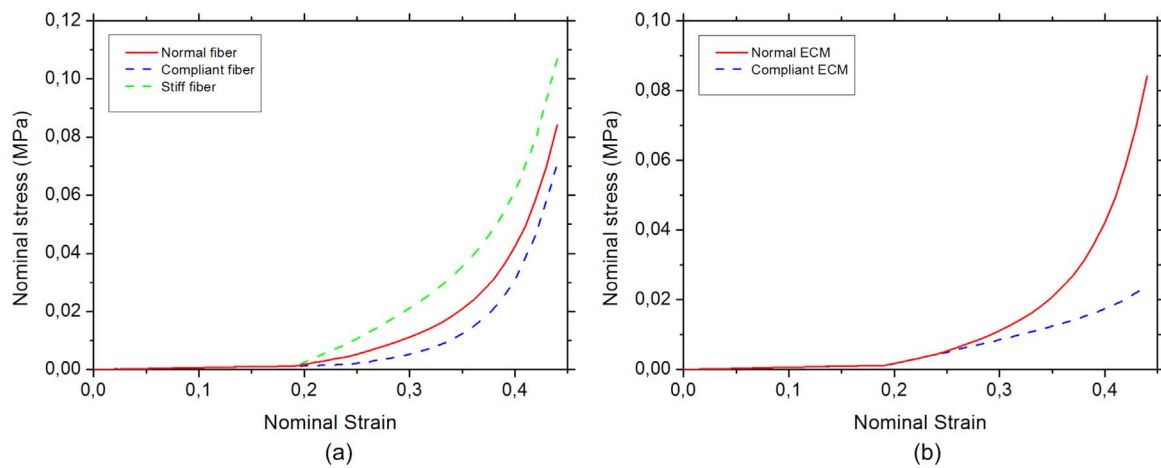 0,12
0,10
0,08
0,06
0,04
0,02
0,00
0,0 0,1 0,2 0,3 0,4
Nominal stress (MPa)
Nominal Strain
Normal fiber
Compliant fiber
Stiff fiber
(a)
0,10
0,08
0,06
0,04
0,02
0,00
0,0 0,1 0,2 0,3 0,4
Nominal stress (MPa)
Nominal Strain
Normal ECM
Compliant ECM
(b)